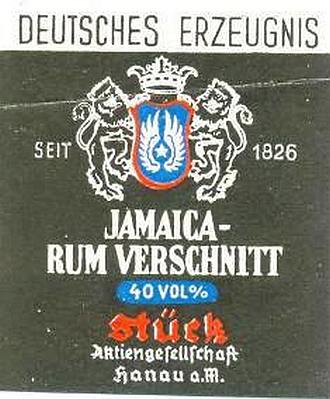 DEUTSCHES ERZEUGNIS
SEIT 1826
JAMAICA-
RUM VERSCHNITT
40 VOL%
Stück
Aktiengesellschaft
Hanau a.M.